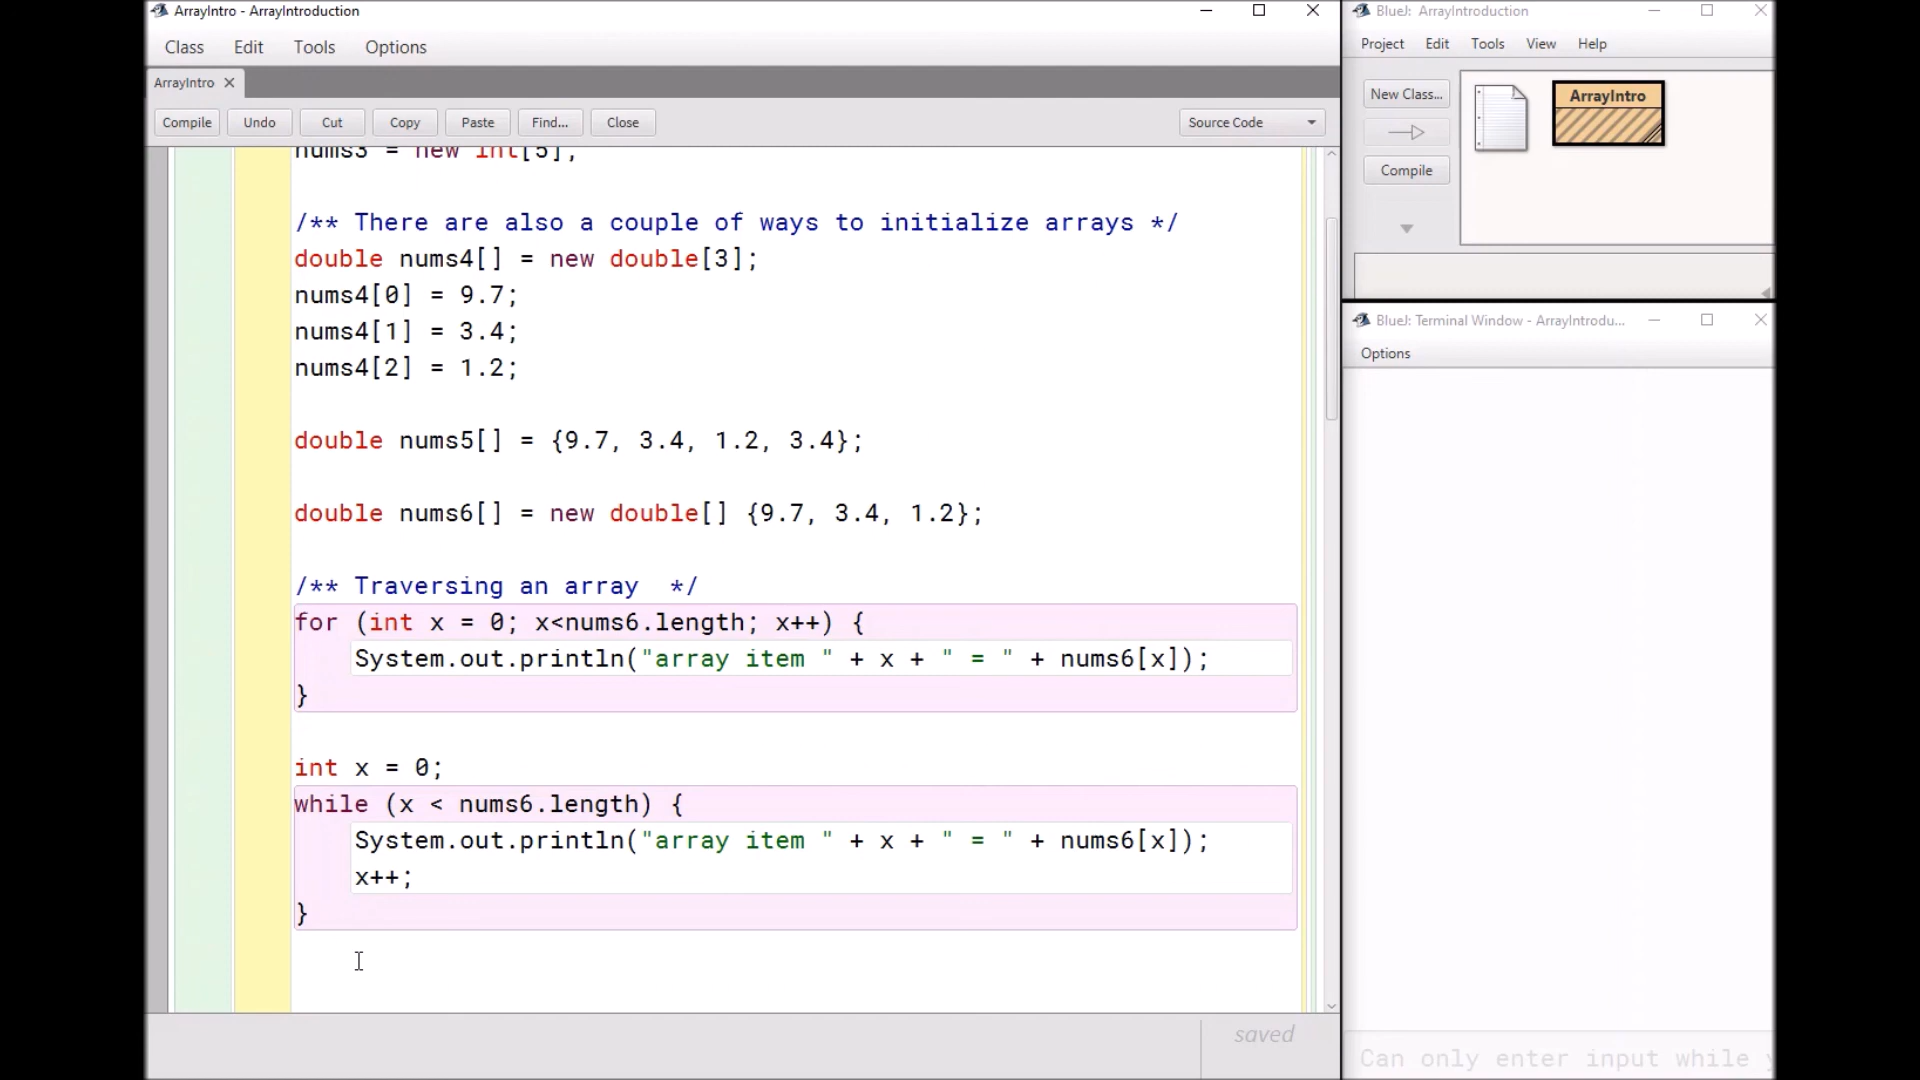 ArrayIntro - ArrayIntroduction
Class Edit Tools Options
ArrayIntro
Compile Undo Cut Copy Paste Find... Close Source Code
nums3 = new int[5];
/** There are also a couple of ways to initialize arrays */
double nums4[] = new double[3];
nums4[0] = 9.7;
nums4[1] = 3.4;
nums4[2] = 1.2;
double nums5[] = {9.7, 3.4, 1.2, 3.4};
double nums6[] = new double[] {9.7, 3.4, 1.2};
/** Traversing an array  */
for (int x = 0; x<nums6.length; x++) {
System.out.println("array item " + x + " = " + nums6[x]);
}
int x = 0;
while (x < nums6.length) {
System.out.println("array item " + x + " = " + nums6[x]);
x++;
}
saved
BlueJ: ArrayIntroduction
Project Edit Tools View Help
New Class...
Compile
ArrayIntro
BlueJ: Terminal Window - ArrayIntrodu...
Options
Can only enter input while